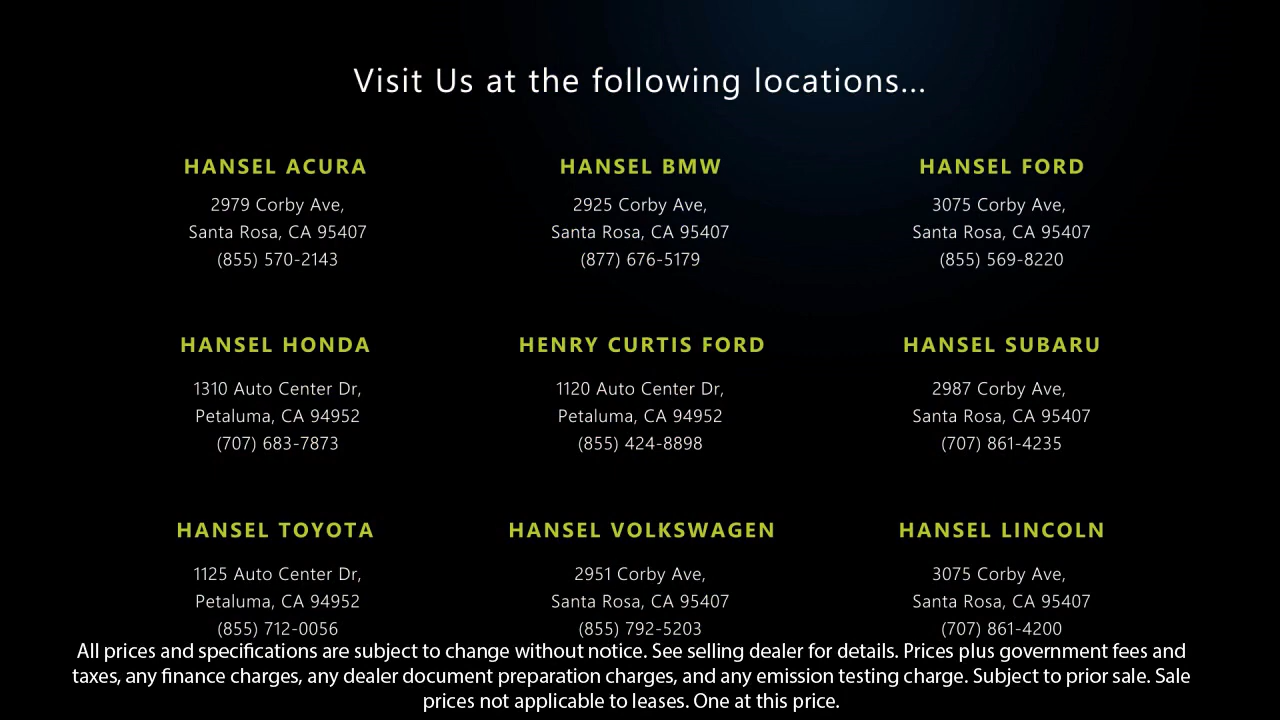 Visit Us at the following locations...
HANSEL ACURA
2979 Corby Ave,
Santa Rosa, CA 95407
(855) 570-2143
HANSEL BMW
2925 Corby Ave,
Santa Rosa, CA 95407
(877) 676-5179
HANSEL FORD
3075 Corby Ave,
Santa Rosa, CA 95407
(855) 569-8220
HANSEL HONDA
1310 Auto Center Dr,
Petaluma, CA 94952
(707) 683-7873
HENRY CURTIS FORD
1120 Auto Center Dr,
Petaluma, CA 94952
(855) 424-8898
HANSEL SUBARU
2987 Corby Ave,
Santa Rosa, CA 95407
(707) 861-4235
HANSEL TOYOTA
1125 Auto Center Dr,
Petaluma, CA 94952
(855) 712-0056
HANSEL VOLKSWAGEN
2951 Corby Ave,
Santa Rosa, CA 95407
(855) 792-5203
HANSEL LINCOLN
3075 Corby Ave,
Santa Rosa, CA 95407
(707) 861-4200
All prices and specifications are subject to change without notice. See selling dealer for details. Prices plus government fees and
taxes, any finance charges, any dealer document preparation charges, and any emission testing charge. Subject to prior sale. Sale
prices not applicable to leases. One at this price.